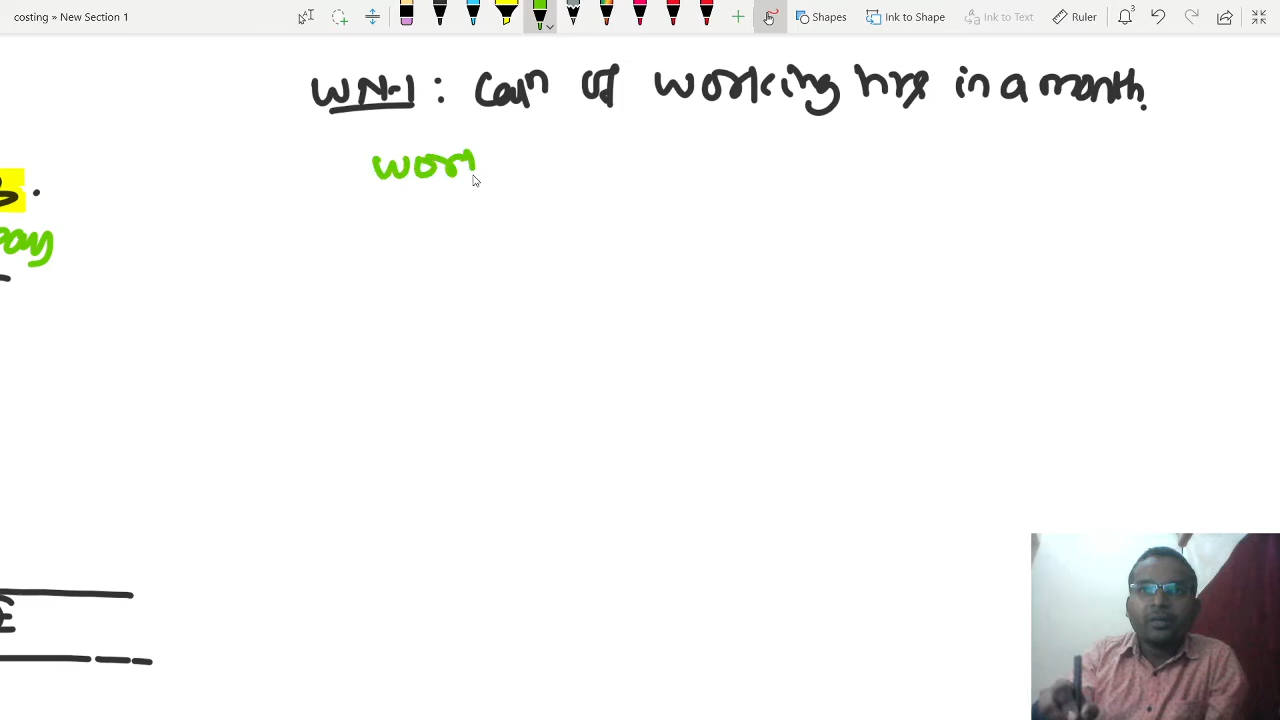 costing » New Section 1
Shapes
Ink to Shape
Ink to Text
Ruler
WN-1 : Caln of working hrs in a month.
wor